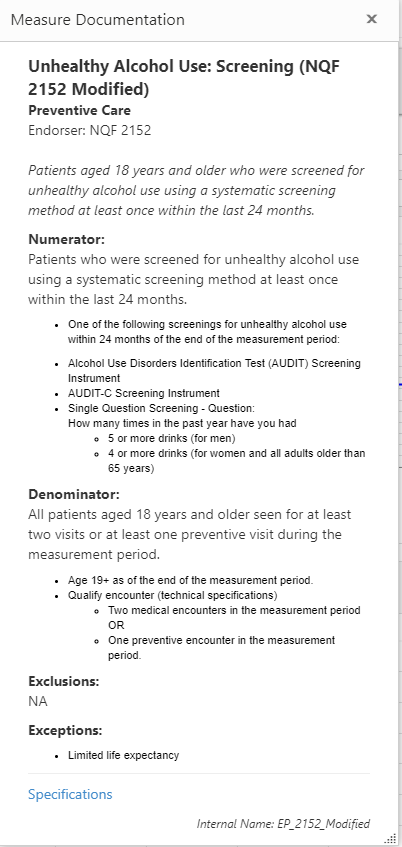 Measure Documentation ×
Unhealthy Alcohol Use: Screening (NQF
2152 Modified)
Preventive Care
Endorser: NQF 2152
Patients aged 18 years and older who were screened for
unhealthy alcohol use using a systematic screening
method at least once within the last 24 months.
Numerator:
Patients who were screened for unhealthy alcohol use
using a systematic screening method at least once
within the last 24 months.
• One of the following screenings for unhealthy alcohol use
within 24 months of the end of the measurement period:
• Alcohol Use Disorders Identification Test (AUDIT) Screening
Instrument
• AUDIT-C Screening Instrument
• Single Question Screening - Question:
How many times in the past year have you had
○ 5 or more drinks (for men)
○ 4 or more drinks (for women and all adults older than
65 years)
Denominator:
All patients aged 18 years and older seen for at least
two visits or at least one preventive visit during the
measurement period.
• Age 19+ as of the end of the measurement period.
• Qualify encounter (technical specifications)
○ Two medical encounters in the measurement period
OR
○ One preventive encounter in the measurement
period.
Exclusions:
NA
Exceptions:
• Limited life expectancy
Specifications
Internal Name: EP_2152_Modified